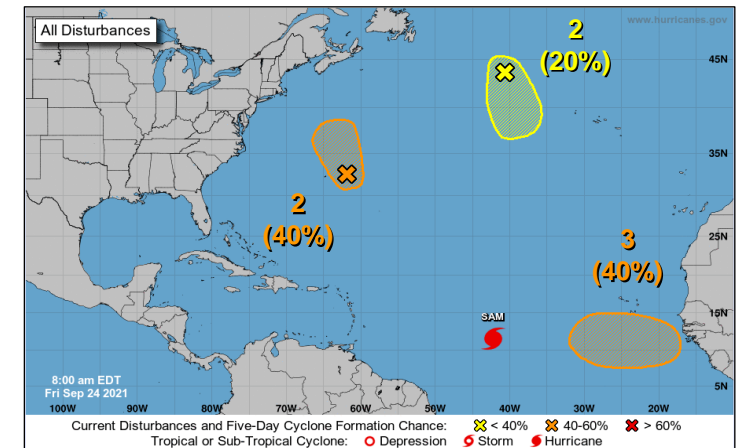 All Disturbances
www.hurricanes.gov
2
(20%)
45N
35N
2
(40%)
25N
3
(40%)
SAM
15N
8:00 am EDT
Fri Sep 24 2021
5N
100W 90W 80W 70W 60W 50W 40W 30W 20W
Current Disturbances and Five-Day Cyclone Formation Chance: < 40% 40-60% > 60%
Tropical or Sub-Tropical Cyclone: Depression Storm Hurricane